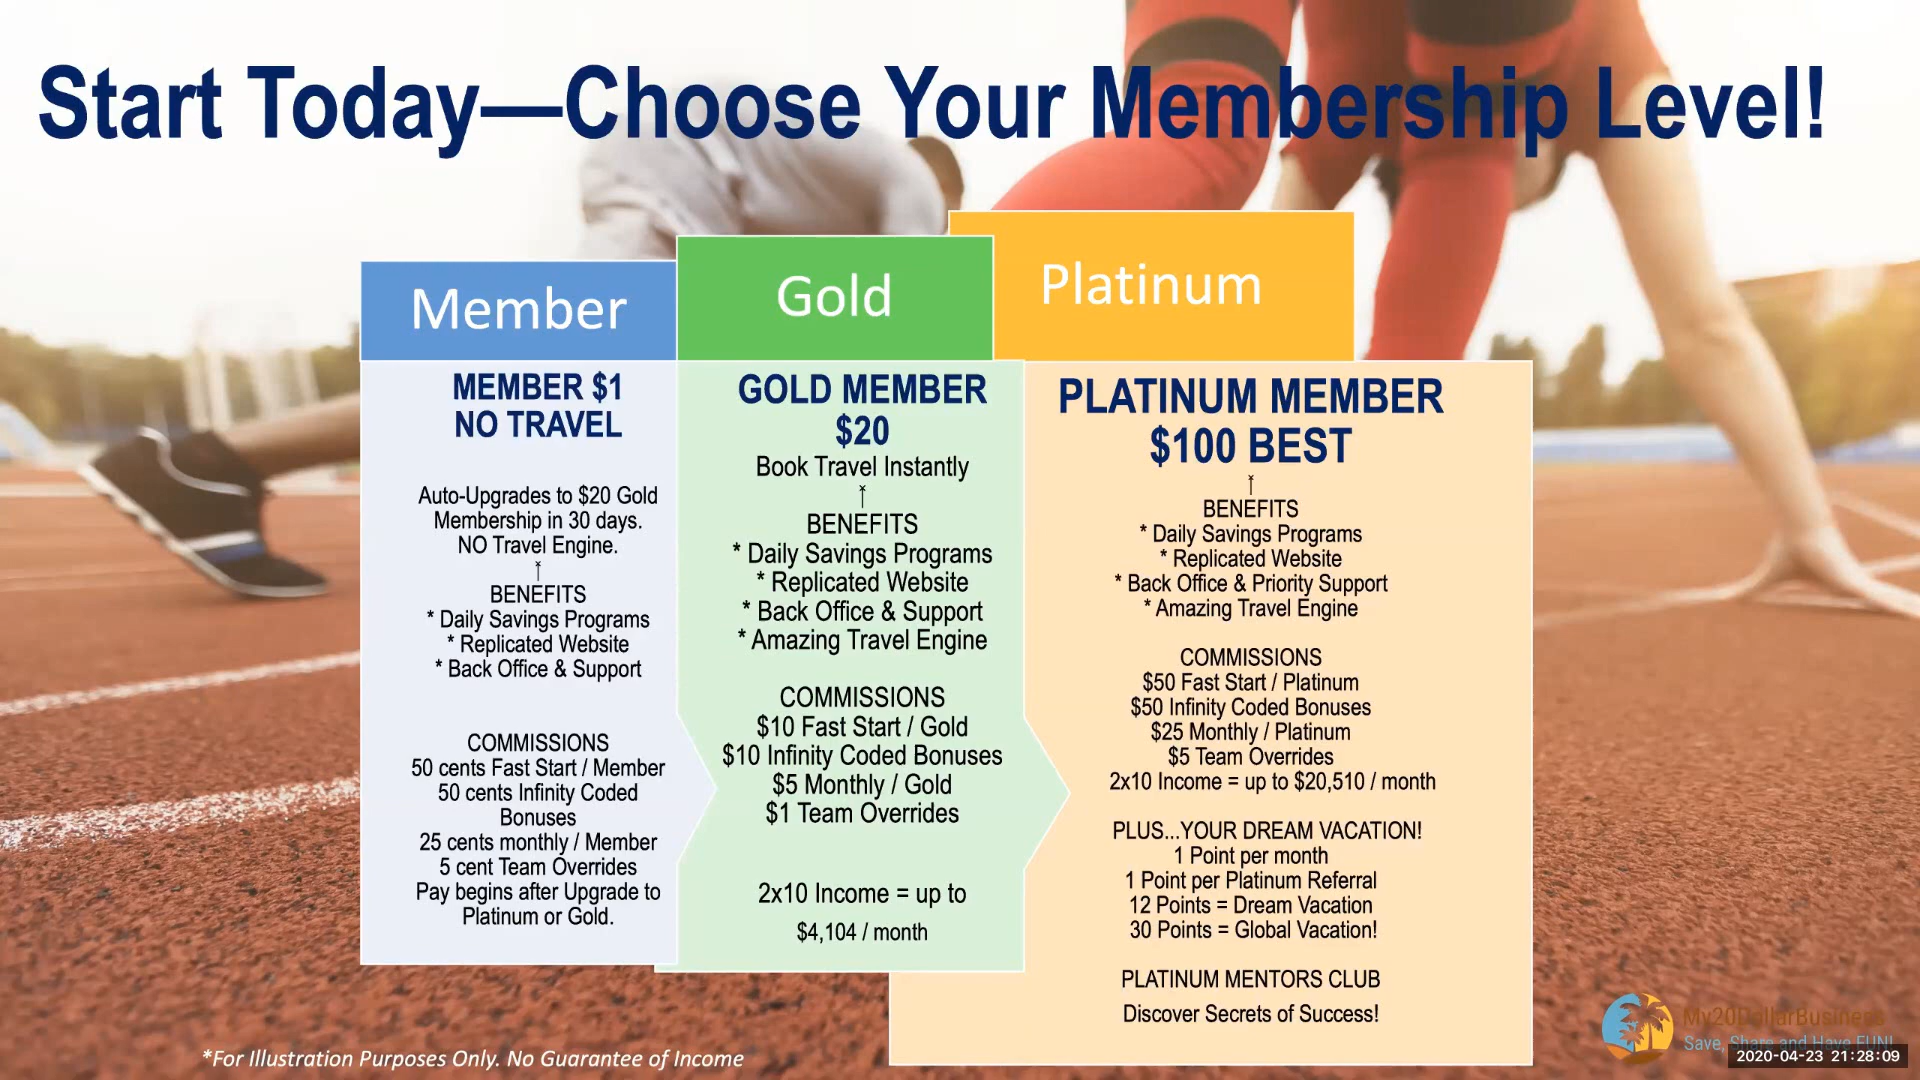 Start Today—Choose Your Membership Level!
Member
Gold
Platinum
MEMBER $1
NO TRAVEL
Auto-Upgrades to $20 Gold
Membership in 30 days.
NO Travel Engine.
BENEFITS
* Daily Savings Programs
* Replicated Website
* Back Office & Support
COMMISSIONS
50 cents Fast Start / Member
50 cents Infinity Coded
Bonuses
25 cents monthly / Member
5 cent Team Overrides
Pay begins after Upgrade to
Platinum or Gold.
GOLD MEMBER
$20
Book Travel Instantly
BENEFITS
* Daily Savings Programs
* Replicated Website
* Back Office & Support
* Amazing Travel Engine
COMMISSIONS
$10 Fast Start / Gold
$10 Infinity Coded Bonuses
$5 Monthly / Gold
$1 Team Overrides
2x10 Income = up to
$4,104 / month
PLATINUM MEMBER
$100 BEST
BENEFITS
* Daily Savings Programs
* Replicated Website
* Back Office & Priority Support
* Amazing Travel Engine
COMMISSIONS
$50 Fast Start / Platinum
$50 Infinity Coded Bonuses
$25 Monthly / Platinum
$5 Team Overrides
2x10 Income = up to $20,510 / month
PLUS...YOUR DREAM VACATION!
1 Point per month
1 Point per Platinum Referral
12 Points = Dream Vacation
30 Points = Global Vacation!
PLATINUM MENTORS CLUB
Discover Secrets of Success!
*For Illustration Purposes Only. No Guarantee of Income
My20DollarBusiness
Save, Share and Have FUN!
2020-04-23 21:28:09